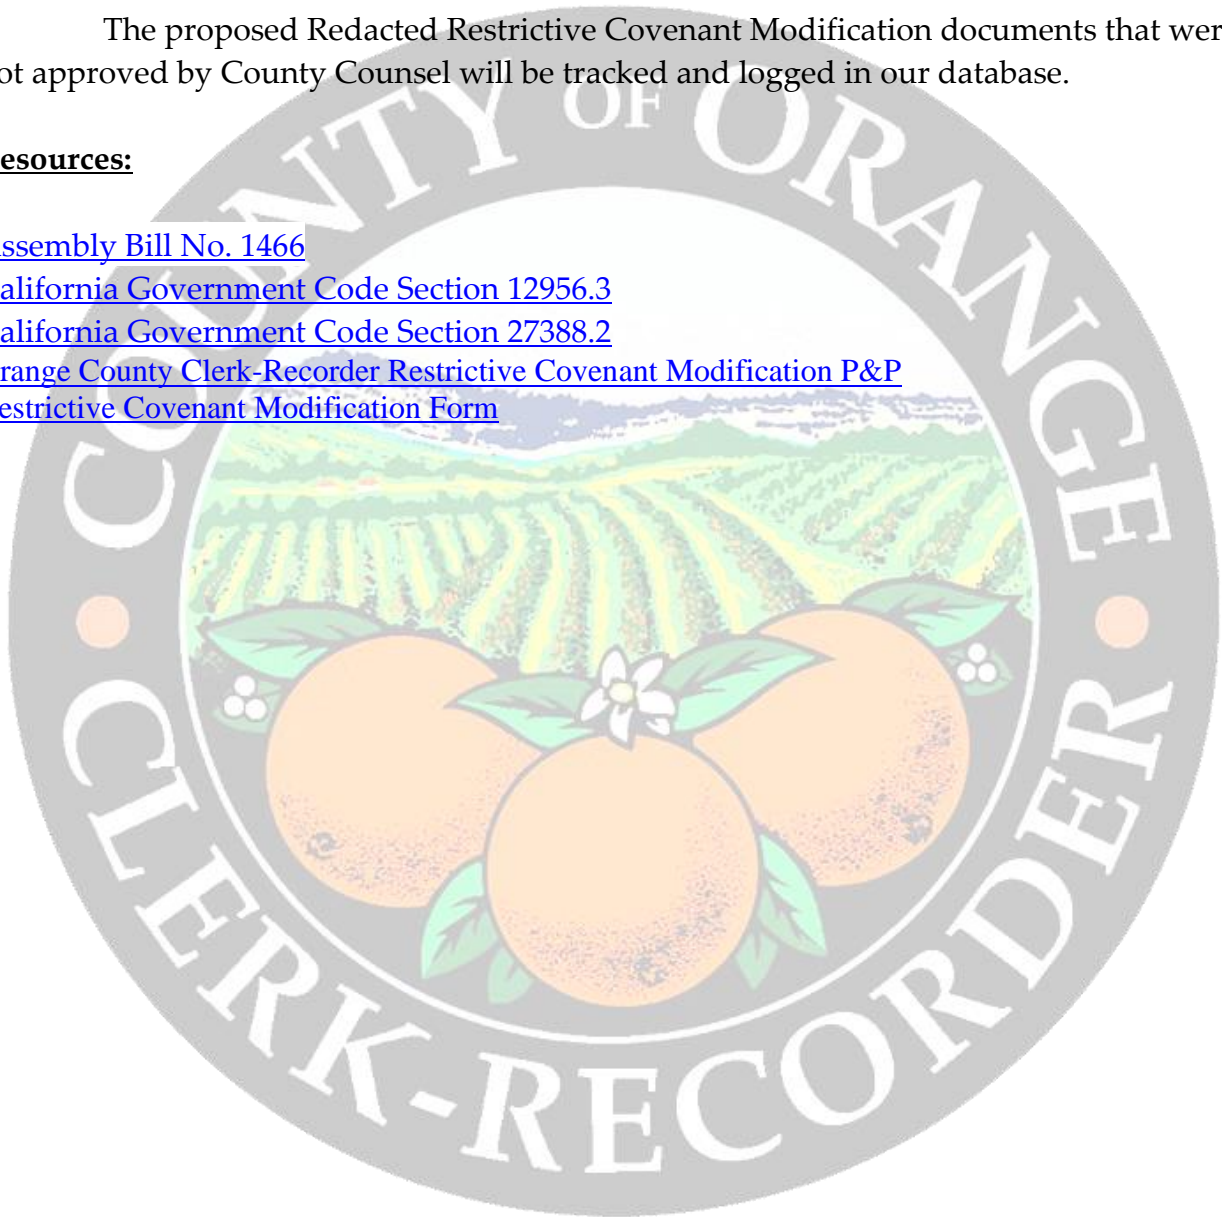 The proposed Redacted Restrictive Covenant Modification documents that wer
ot approved by County Counsel will be tracked and logged in our database.
esources:
ssembly Bill No. 1466
alifornia Government Code Section 12956.3
alifornia Government Code Section 27388.2
range County Clerk-Recorder Restrictive Covenant Modification P&P
estrictive Covenant Modification Form
COUNTY OF ORANGE
CLERK-RECORDER